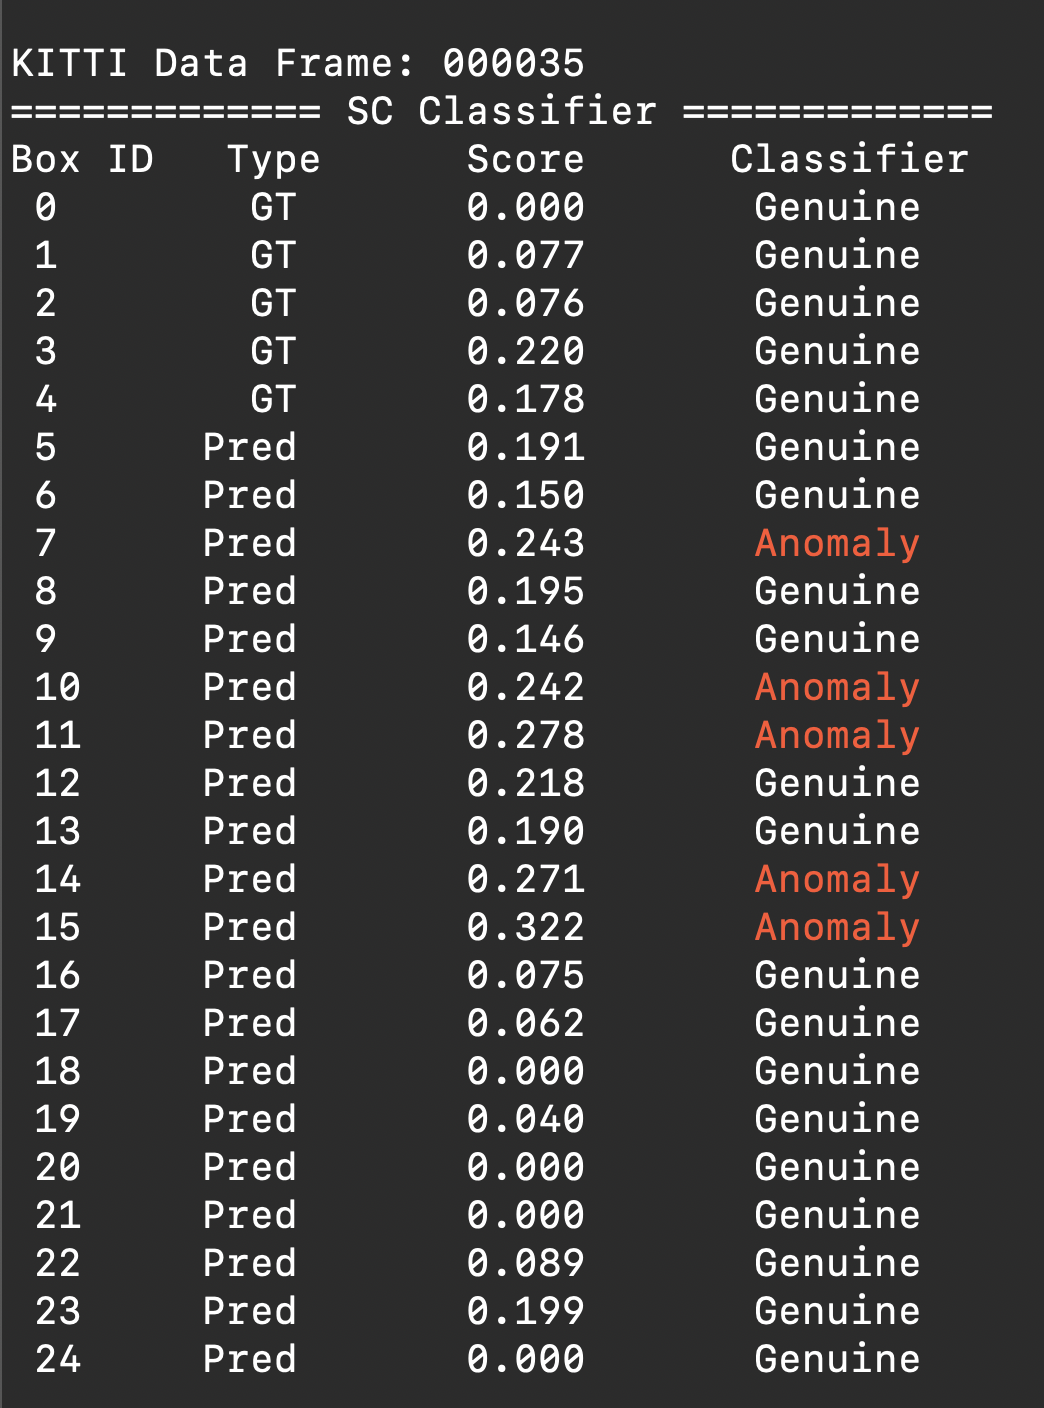 KITTI Data Frame: 000035
============= SC Classifier =============
Box ID   Type      Score      Classifier
0        GT       0.000       Genuine
1        GT       0.077       Genuine
2        GT       0.076       Genuine
3        GT       0.220       Genuine
4        GT       0.178       Genuine
5      Pred       0.191       Genuine
6      Pred       0.150       Genuine
7      Pred       0.243       Anomaly
8      Pred       0.195       Genuine
9      Pred       0.146       Genuine
10     Pred       0.242       Anomaly
11     Pred       0.278       Anomaly
12     Pred       0.218       Genuine
13     Pred       0.190       Genuine
14     Pred       0.271       Anomaly
15     Pred       0.322       Anomaly
16     Pred       0.075       Genuine
17     Pred       0.062       Genuine
18     Pred       0.000       Genuine
19     Pred       0.040       Genuine
20     Pred       0.000       Genuine
21     Pred       0.000       Genuine
22     Pred       0.089       Genuine
23     Pred       0.199       Genuine
24     Pred       0.000       Genuine